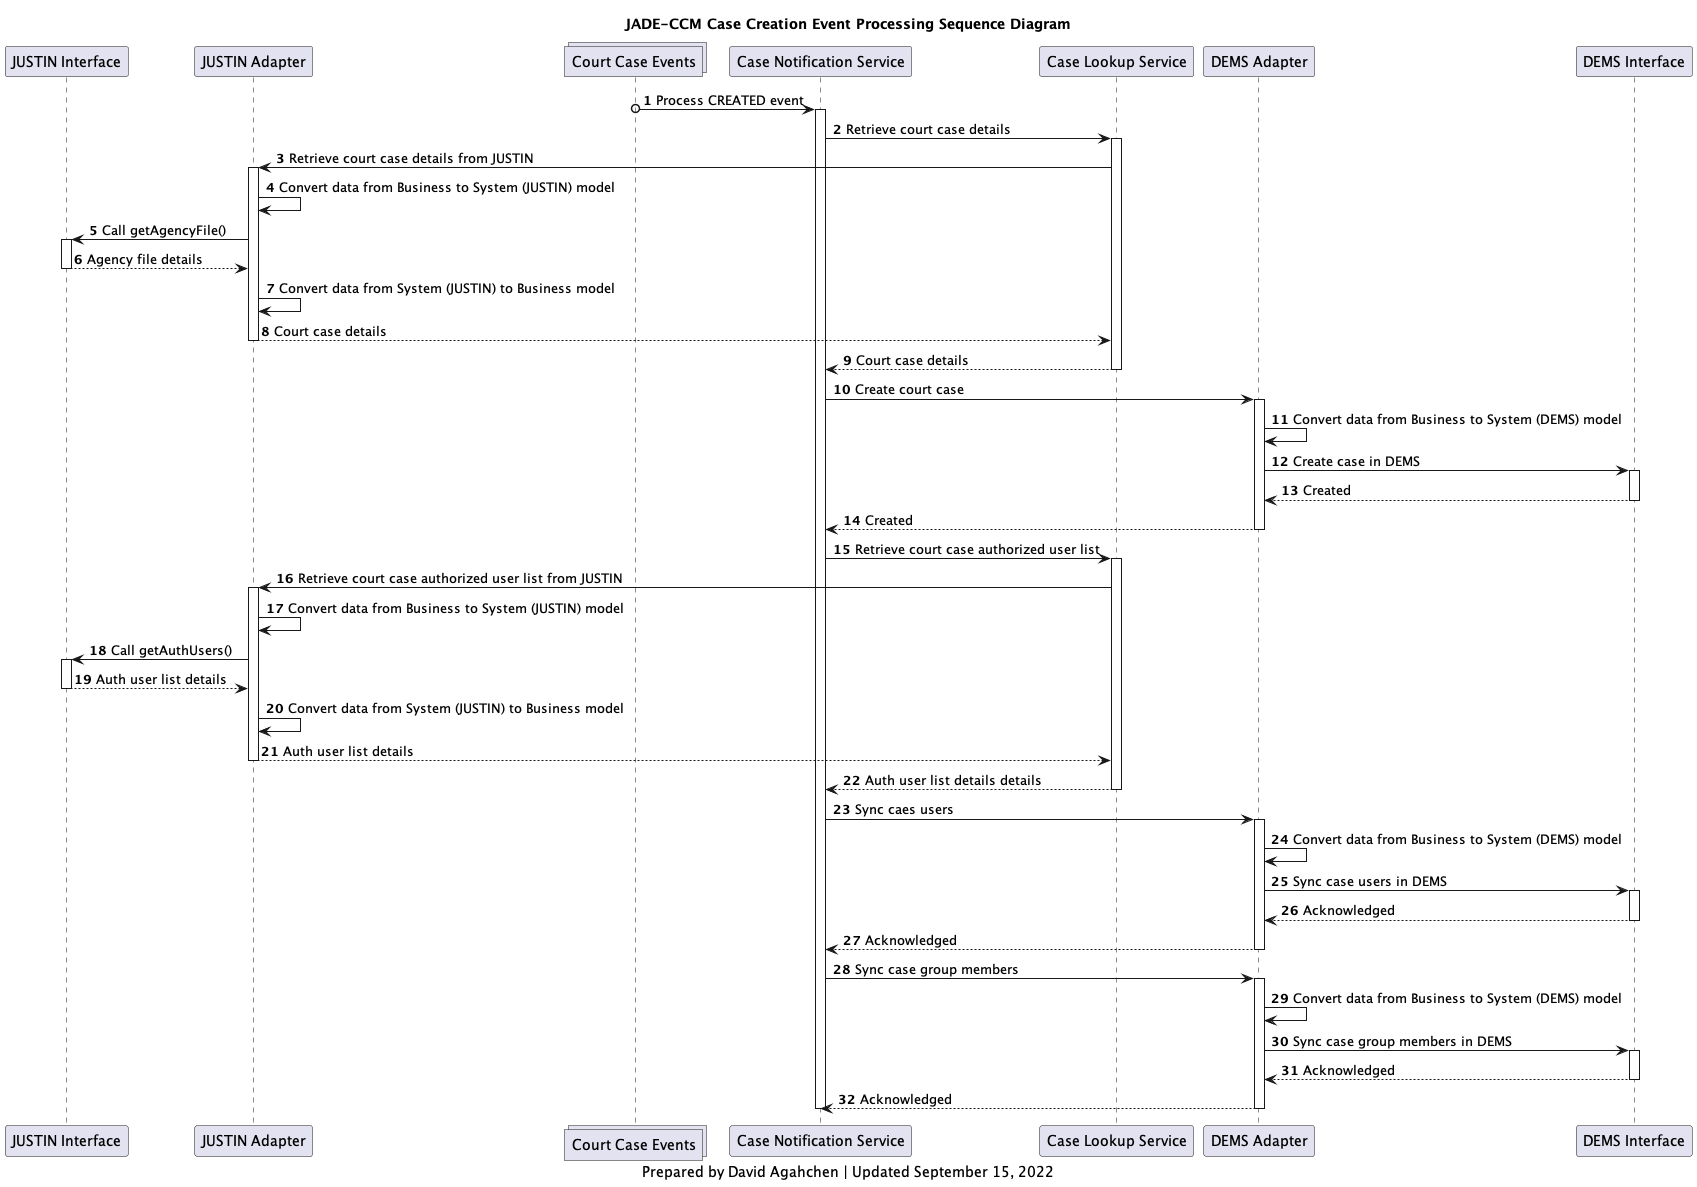 JADE-CCM Case Creation Event Processing Sequence Diagram
JUSTIN Interface
JUSTIN Adapter
Court Case Events
Case Notification Service
Case Lookup Service
DEMS Adapter
DEMS Interface
1 Process CREATED event
2 Retrieve court case details
3 Retrieve court case details from JUSTIN
4 Convert data from Business to System (JUSTIN) model
5 Call getAgencyFile()
6 Agency file details
7 Convert data from System (JUSTIN) to Business model
8 Court case details
9 Court case details
10 Create court case
11 Convert data from Business to System (DEMS) model
12 Create case in DEMS
13 Created
14 Created
15 Retrieve court case authorized user list
16 Retrieve court case authorized user list from JUSTIN
17 Convert data from Business to System (JUSTIN) model
18 Call getAuthUsers()
19 Auth user list details
20 Convert data from System (JUSTIN) to Business model
21 Auth user list details
22 Auth user list details details
23 Sync caes users
24 Convert data from Business to System (DEMS) model
25 Sync case users in DEMS
26 Acknowledged
27 Acknowledged
28 Sync case group members
29 Convert data from Business to System (DEMS) model
30 Sync case group members in DEMS
31 Acknowledged
32 Acknowledged
JUSTIN Interface
JUSTIN Adapter
Court Case Events
Case Notification Service
Case Lookup Service
DEMS Adapter
DEMS Interface
Prepared by David Agahchen | Updated September 15, 2022